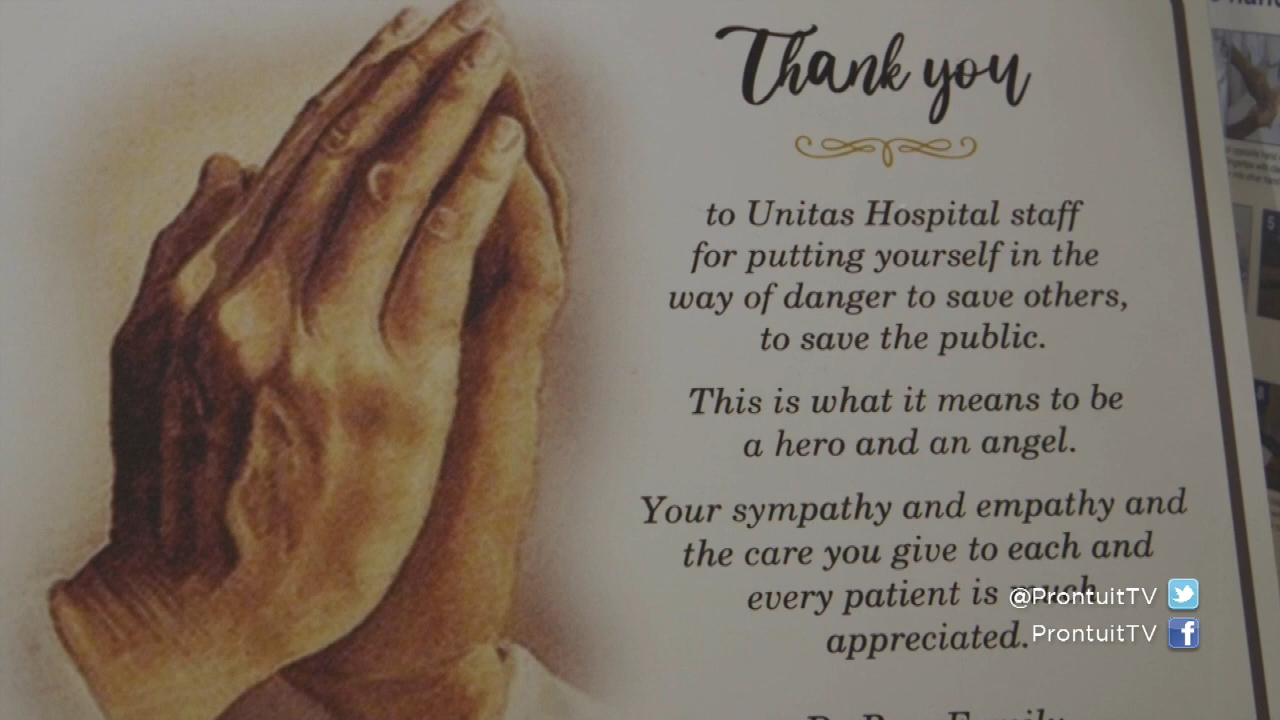 Thank you
to Unitas Hospital staff
for putting yourself in the
way of danger to save others,
to save the public.
This is what it means to be
a hero and an angel.
Your sympathy and empathy and
the care you give to each and
every patient is much
appreciated.
@ProntuitTV
ProntuitTV
Family